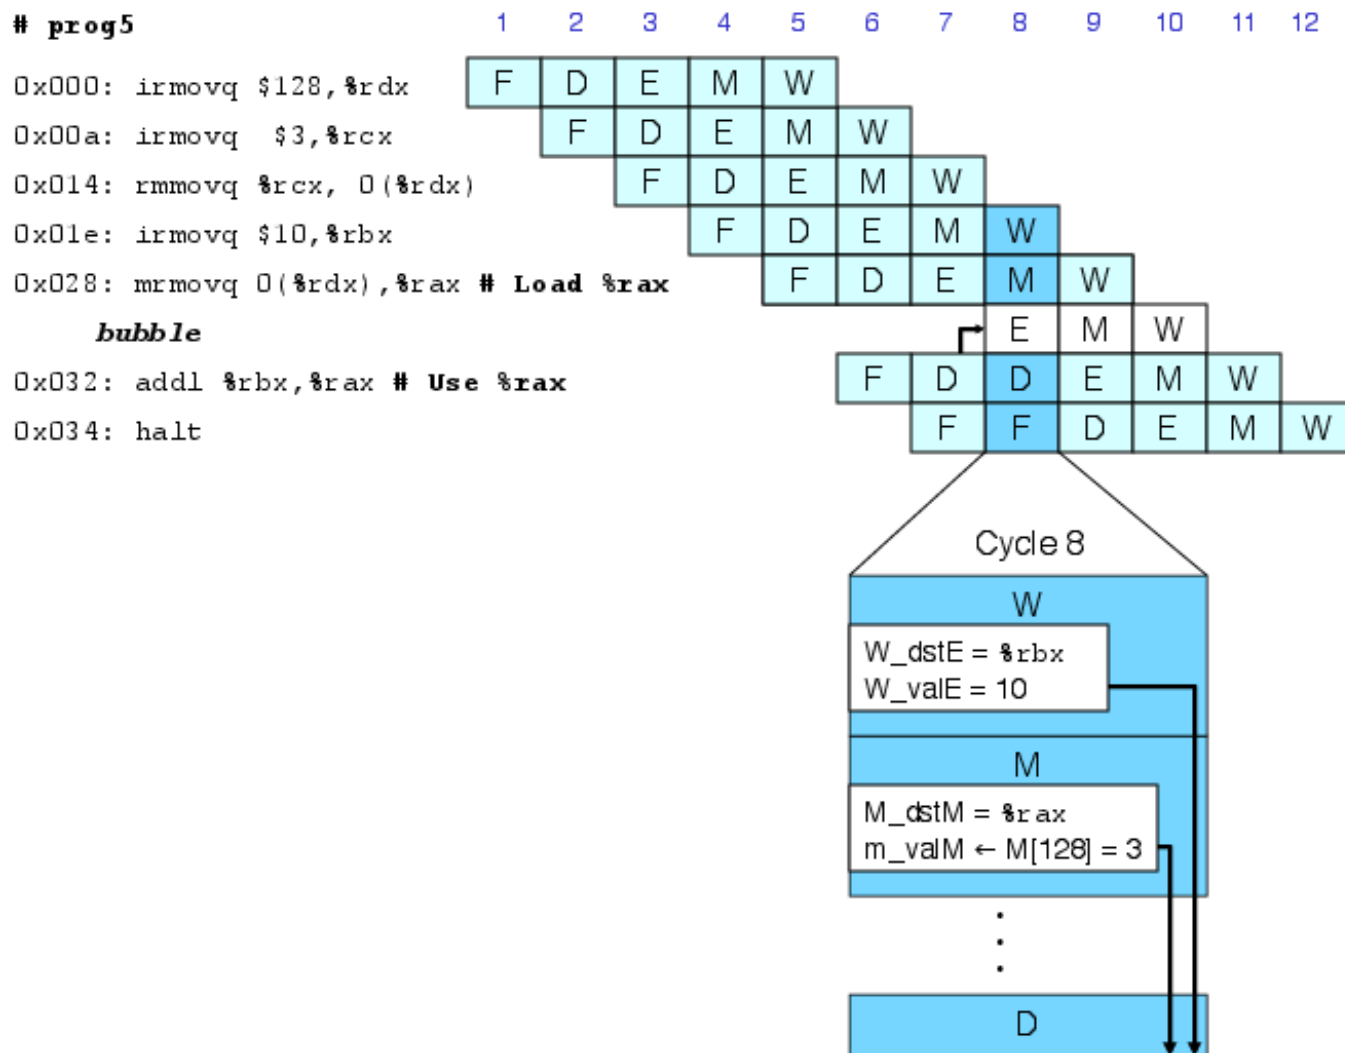 # prog5 1 2 3 4 5 6 7 8 9 10 11 12
0x000: irmovq $128,%rdx F D E M W
0x00a: irmovq $3,%rcx F D E M W
0x014: rmmovq %rcx, 0(%rdx) F D E M W
0x01e: irmovq $10,%rbx F D E M W
0x028: mrmovq 0(%rdx),%rax # Load %rax F D E M W
bubble E M W
0x032: addl %rbx,%rax # Use %rax F D D E M W
0x034: halt F F D E M W
Cycle 8
W
W_dstE = %rbx
W_valE = 10
M
M_dstM = %rax
m_valM ← M[128] = 3
D